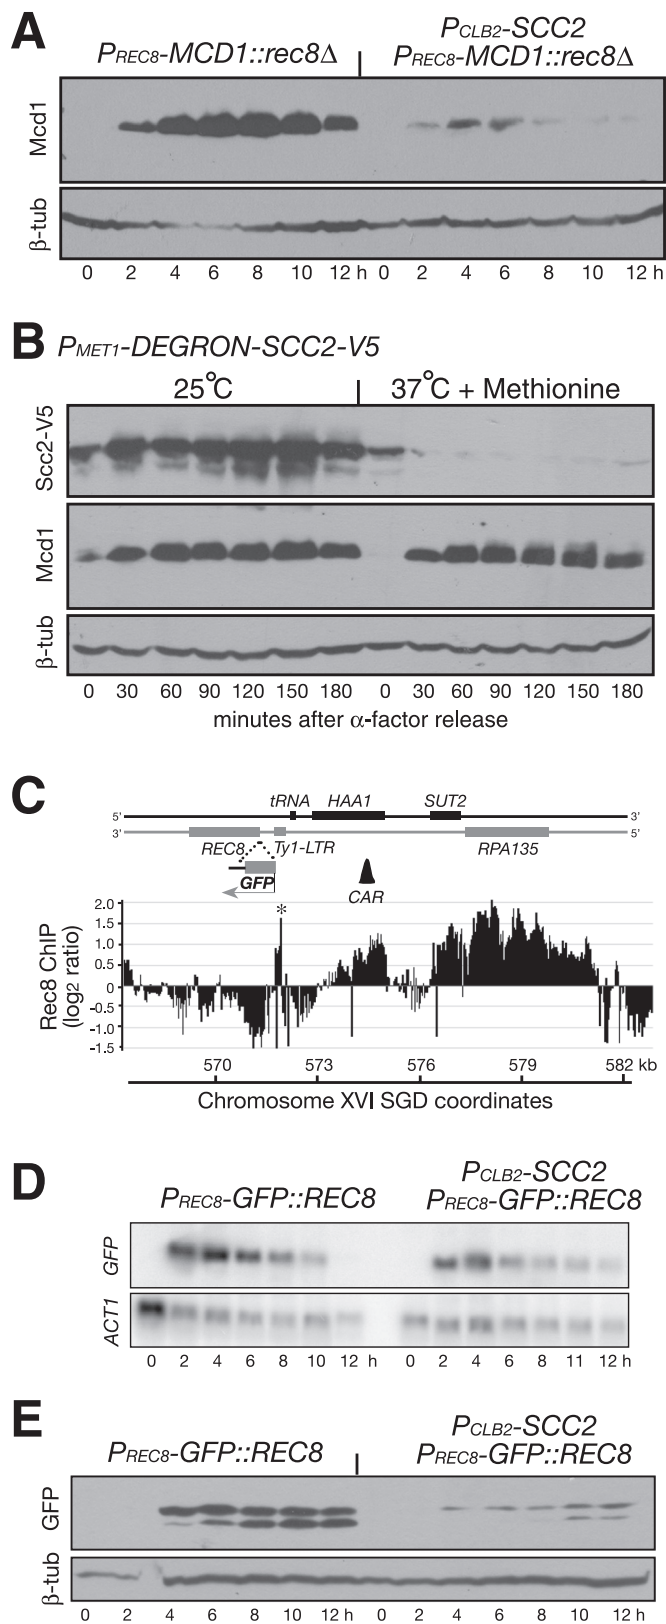 A
PREC8-MCD1::rec8Δ
PCLB2-SCC2
PREC8-MCD1::rec8Δ
Mcd1
β-tub
0 2 4 6 8 10 12 h 0 2 4 6 8 10 12 h
B PMET1-DEGRON-SCC2-V5
25°C 37°C + Methionine
Scc2-V5
Mcd1
β-tub
0 30 60 90 120 150 180 0 30 60 90 120 150 180
minutes after α-factor release
C
tRNA HAA1 SUT2
5' 3'
3' 5'
REC8 Ty1-LTR RPA135
GFP
CAR
*
Rec8 ChIP
(log2 ratio)
2.0
1.5
1.0
0.5
0
-0.5
-1.0
-1.5
570 573 576 579 582 kb
Chromosome XVI SGD coordinates
D
PREC8-GFP::REC8
PCLB2-SCC2
PREC8-GFP::REC8
GFP
ACT1
0 2 4 6 8 10 12 h 0 2 4 6 8 11 12 h
E
PREC8-GFP::REC8
PCLB2-SCC2
PREC8-GFP::REC8
GFP
β-tub
0 2 4 6 8 10 12 h 0 2 4 6 8 10 12 h